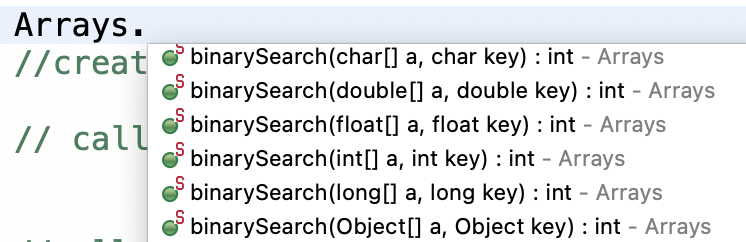 Arrays.
//creat
// call
S binarySearch(char[] a, char key) : int - Arrays
S binarySearch(double[] a, double key) : int - Arrays
S binarySearch(float[] a, float key) : int - Arrays
S binarySearch(int[] a, int key) : int - Arrays
S binarySearch(long[] a, long key) : int - Arrays
S binarySearch(Object[] a, Object key) : int - Arrays